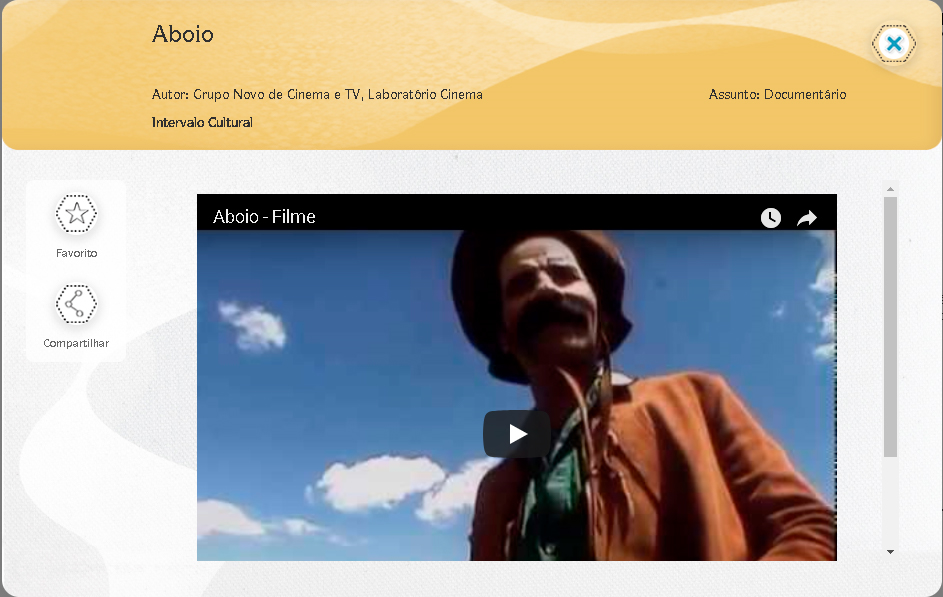 Aboio
Autor: Grupo Novo de Cinema e TV, Laboratório Cinema
Assunto: Documentário
Intervalo Cultural
Favorito
Compartilhar
Aboio - Filme